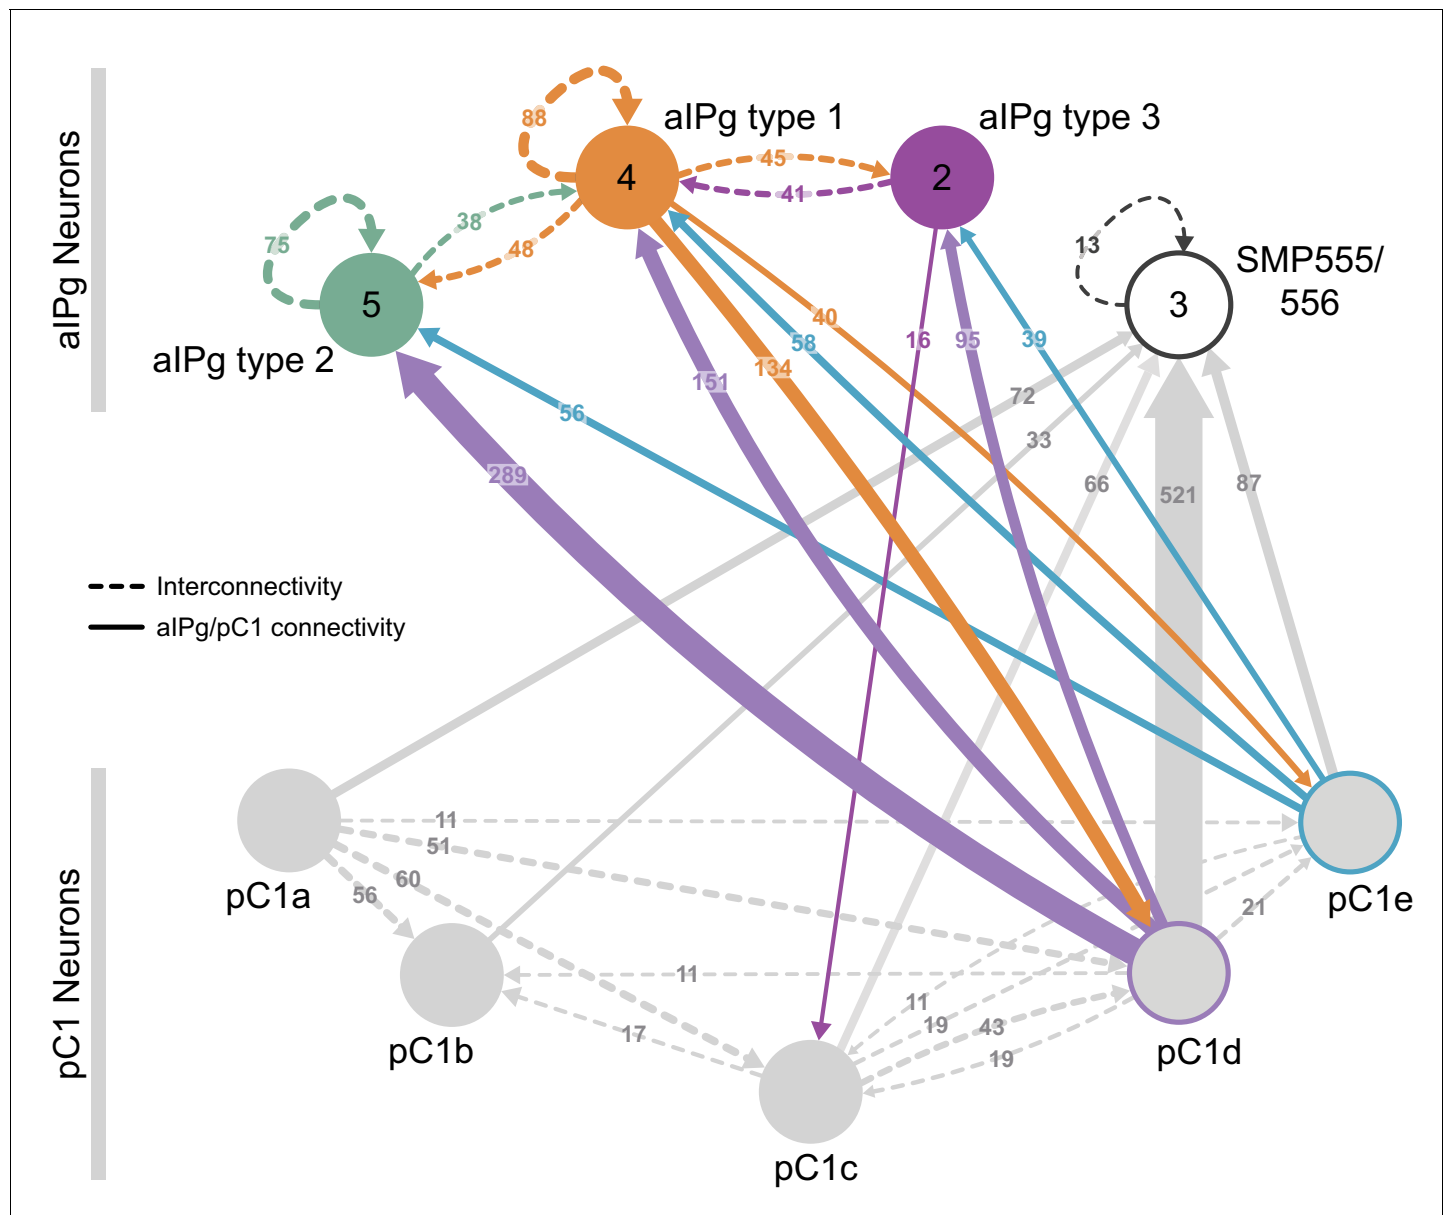 aIPg Neurons
88
aIPg type 1
aIPg type 3
4
45
2
41
75
38
48
13
SMP555/
556
5
3
aIPg type 2
40
58
134
151
16
95
39
72
33
56
289
66
521
87
Interconnectivity
aIPg/pC1 connectivity
pC1 Neurons
11
51
60
56
pC1a
21
pC1e
11
pC1b
17
11
19
43
19
pC1d
pC1c